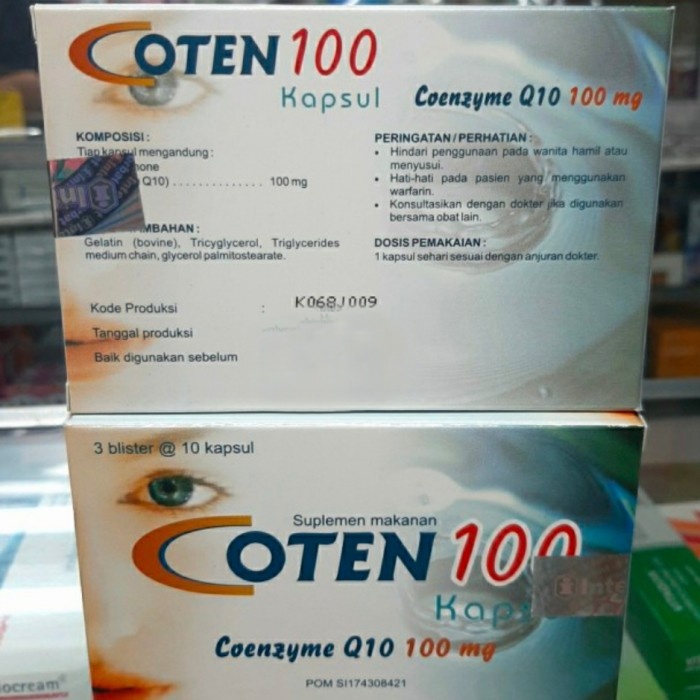 COTEN 100
Kapsul
Coenzyme Q10 100 mg
KOMPOSISI :
Tiap kapsul mengandung :
Q10) .............. 100 mg
Gelatin (bovine), Tricyglycerol, Triglycerides
medium chain, glycerol palmitostearate.
PERINGATAN / PERHATIAN :
• Hindari penggunaan pada wanita hamil atau
menyusui.
• Hati-hati pada pasien yang menggunakan
warfarin.
• Konsultasikan dengan dokter jika digunakan
bersama obat lain.
DOSIS PEMAKAIAN :
1 kapsul sehari sesuai dengan anjuran dokter.
Kode Produksi : K068J009
Tanggal produksi
Baik digunakan sebelum
3 blister @ 10 kapsul
Suplemen makanan
COTEN 100
Coenzyme Q10 100 mg
POM SI174308421